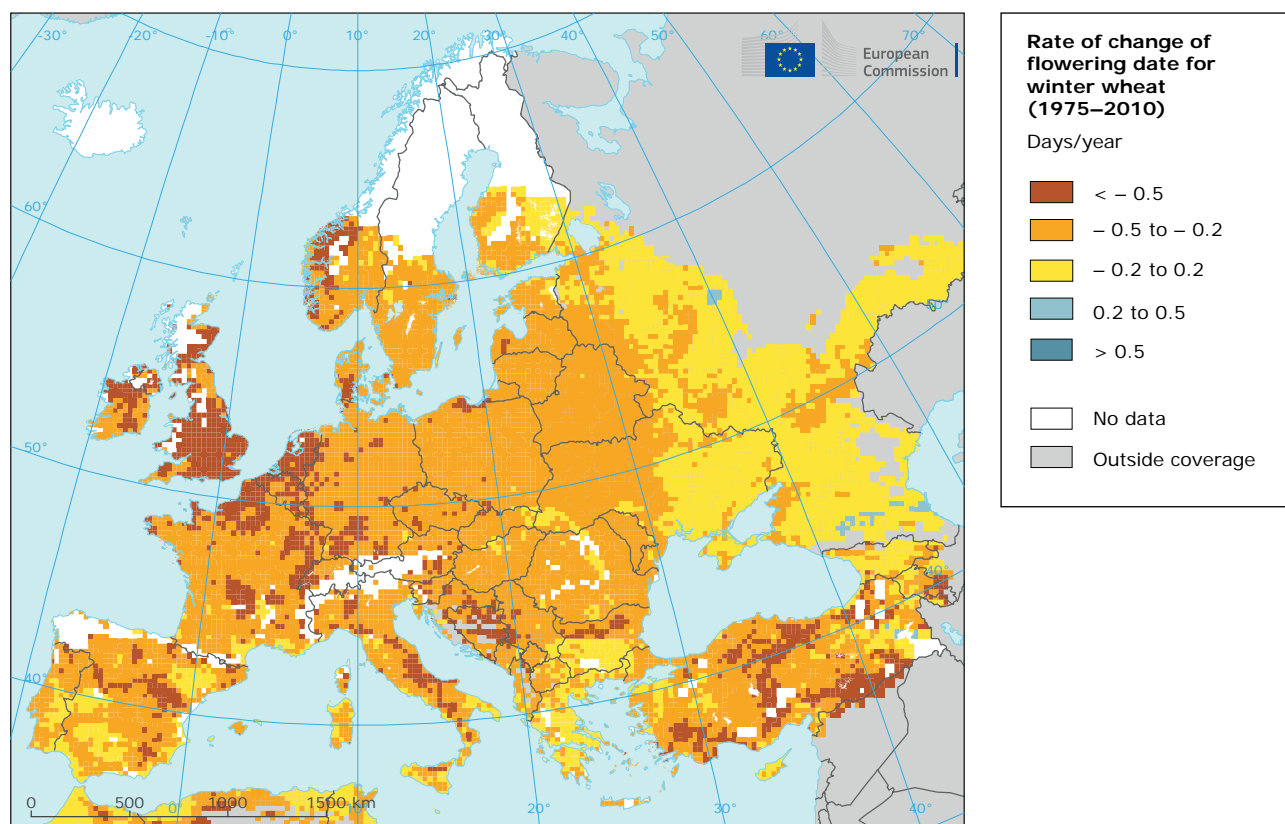 -30° -20° -10° 0° 10° 20° 30° 40° 50° 60° 70°
European
Commission
60°
50°
50°
40°
40°
0 500 1000 1500 km
0° 10° 20° 30° 40°
Rate of change of
flowering date for
winter wheat
(1975–2010)
Days/year
< – 0.5
– 0.5 to – 0.2
– 0.2 to 0.2
0.2 to 0.5
> 0.5
No data
Outside coverage